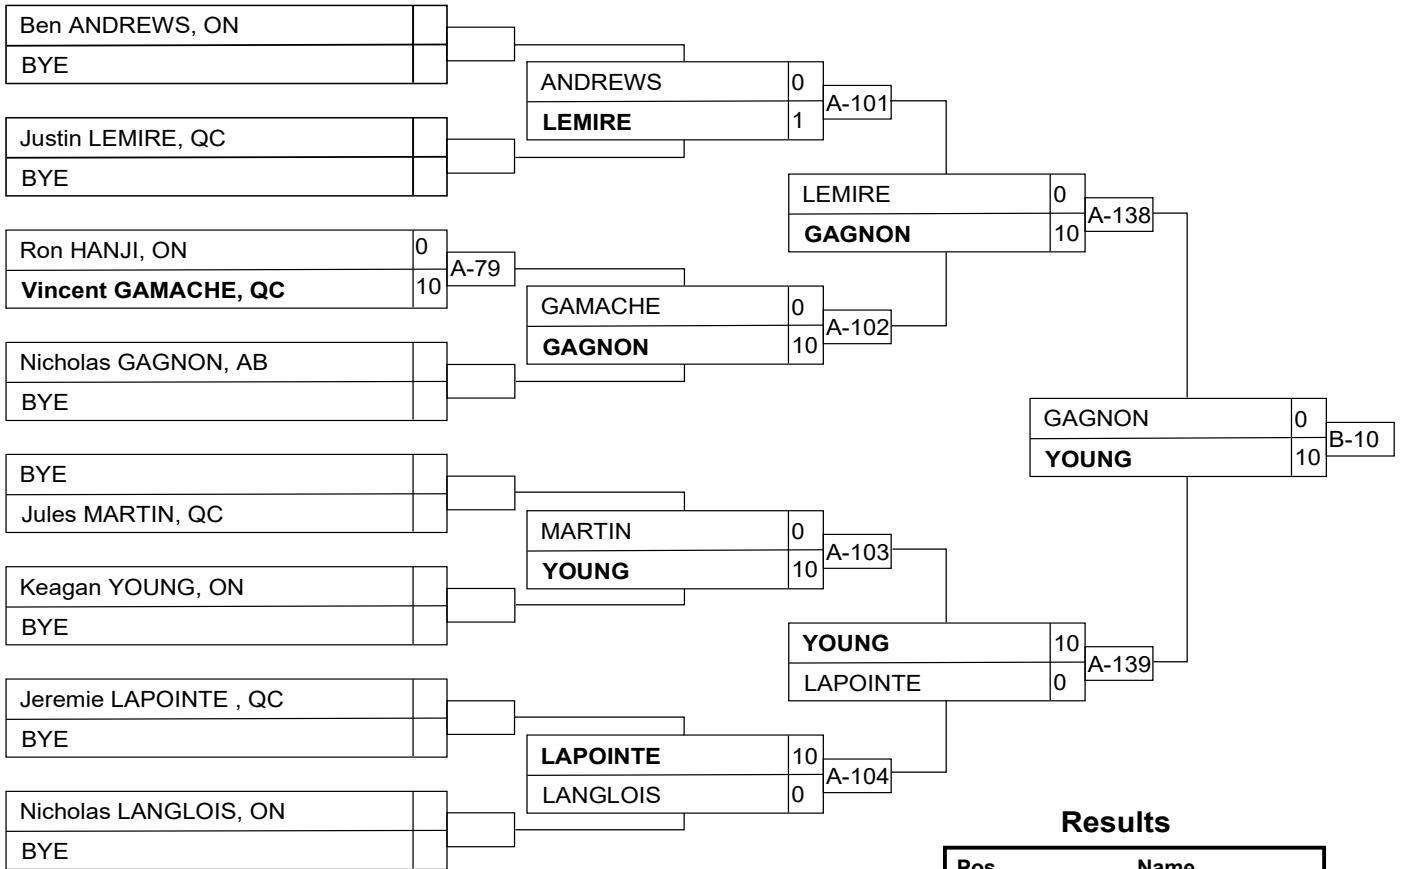 Ben ANDREWS, ON
BYE
Justin LEMIRE, QC
BYE
Ron HANJI, ON 0
Vincent GAMACHE, QC 10
A-79
Nicholas GAGNON, AB
BYE
BYE
Jules MARTIN, QC
Keagan YOUNG, ON
BYE
Jeremie LAPOINTE , QC
BYE
Nicholas LANGLOIS, ON
BYE
ANDREWS 0
LEMIRE 1
A-101
GAMACHE 0
GAGNON 10
A-102
MARTIN 0
YOUNG 10
A-103
LAPOINTE 10
LANGLOIS 0
A-104
LEMIRE 0
GAGNON 10
A-138
YOUNG 10
LAPOINTE 0
A-139
GAGNON 0
YOUNG 10
B-10
Results
Pos Name